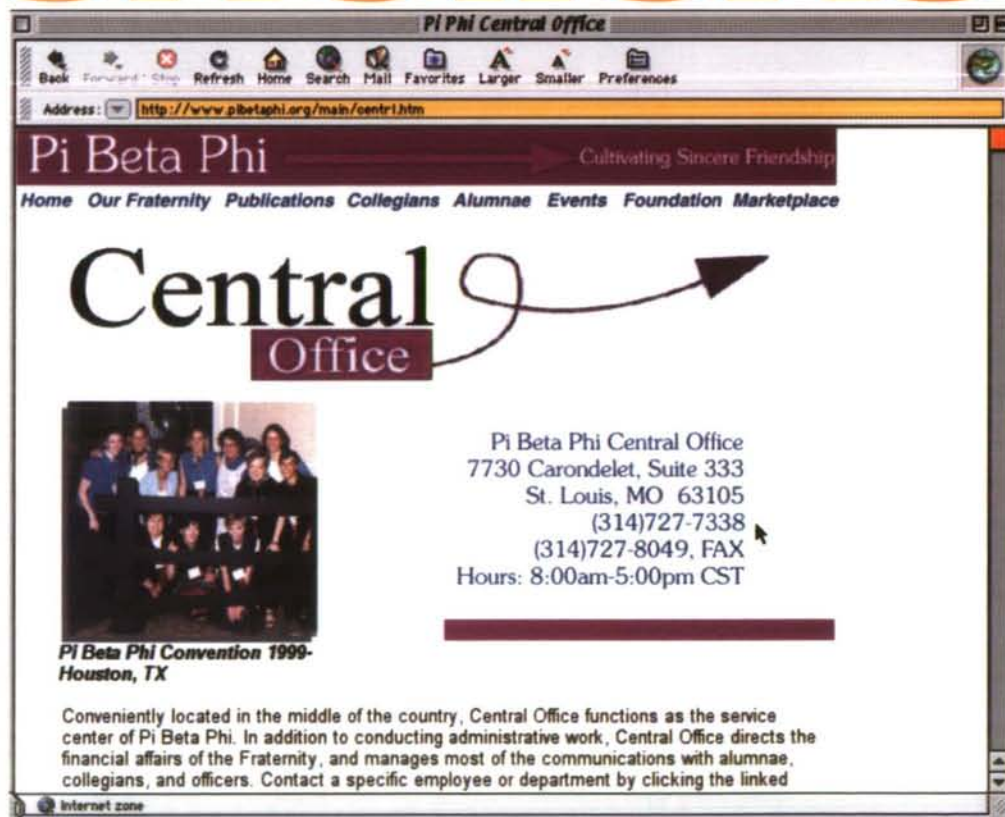 Pi Phi Central Office
Back Forward Stop Refresh Home Search Mail Favorites Larger Smaller Preferences
Address: http://www.pibetaphi.org/main/centrl.htm
Pi Beta Phi Cultivating Sincere Friendship
Home Our Fraternity Publications Collegians Alumnae Events Foundation Marketplace
Central
Office
Pi Beta Phi Central Office
7730 Carondelet, Suite 333
St. Louis, MO 63105
(314)727-7338
(314)727-8049, FAX
Hours: 8:00am-5:00pm CST
Pi Beta Phi Convention 1999-
Houston, TX
Conveniently located in the middle of the country, Central Office functions as the service
center of Pi Beta Phi. In addition to conducting administrative work, Central Office directs the
financial affairs of the Fraternity, and manages most of the communications with alumnae,
collegians, and officers. Contact a specific employee or department by clicking the linked
Internet zone